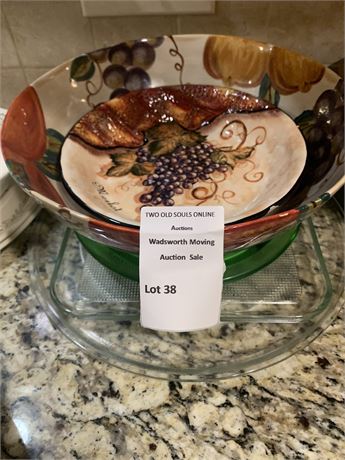 TWO OLD SOULS ONLINE
Auctions
Wadsworth Moving
Auction Sale
Lot 38